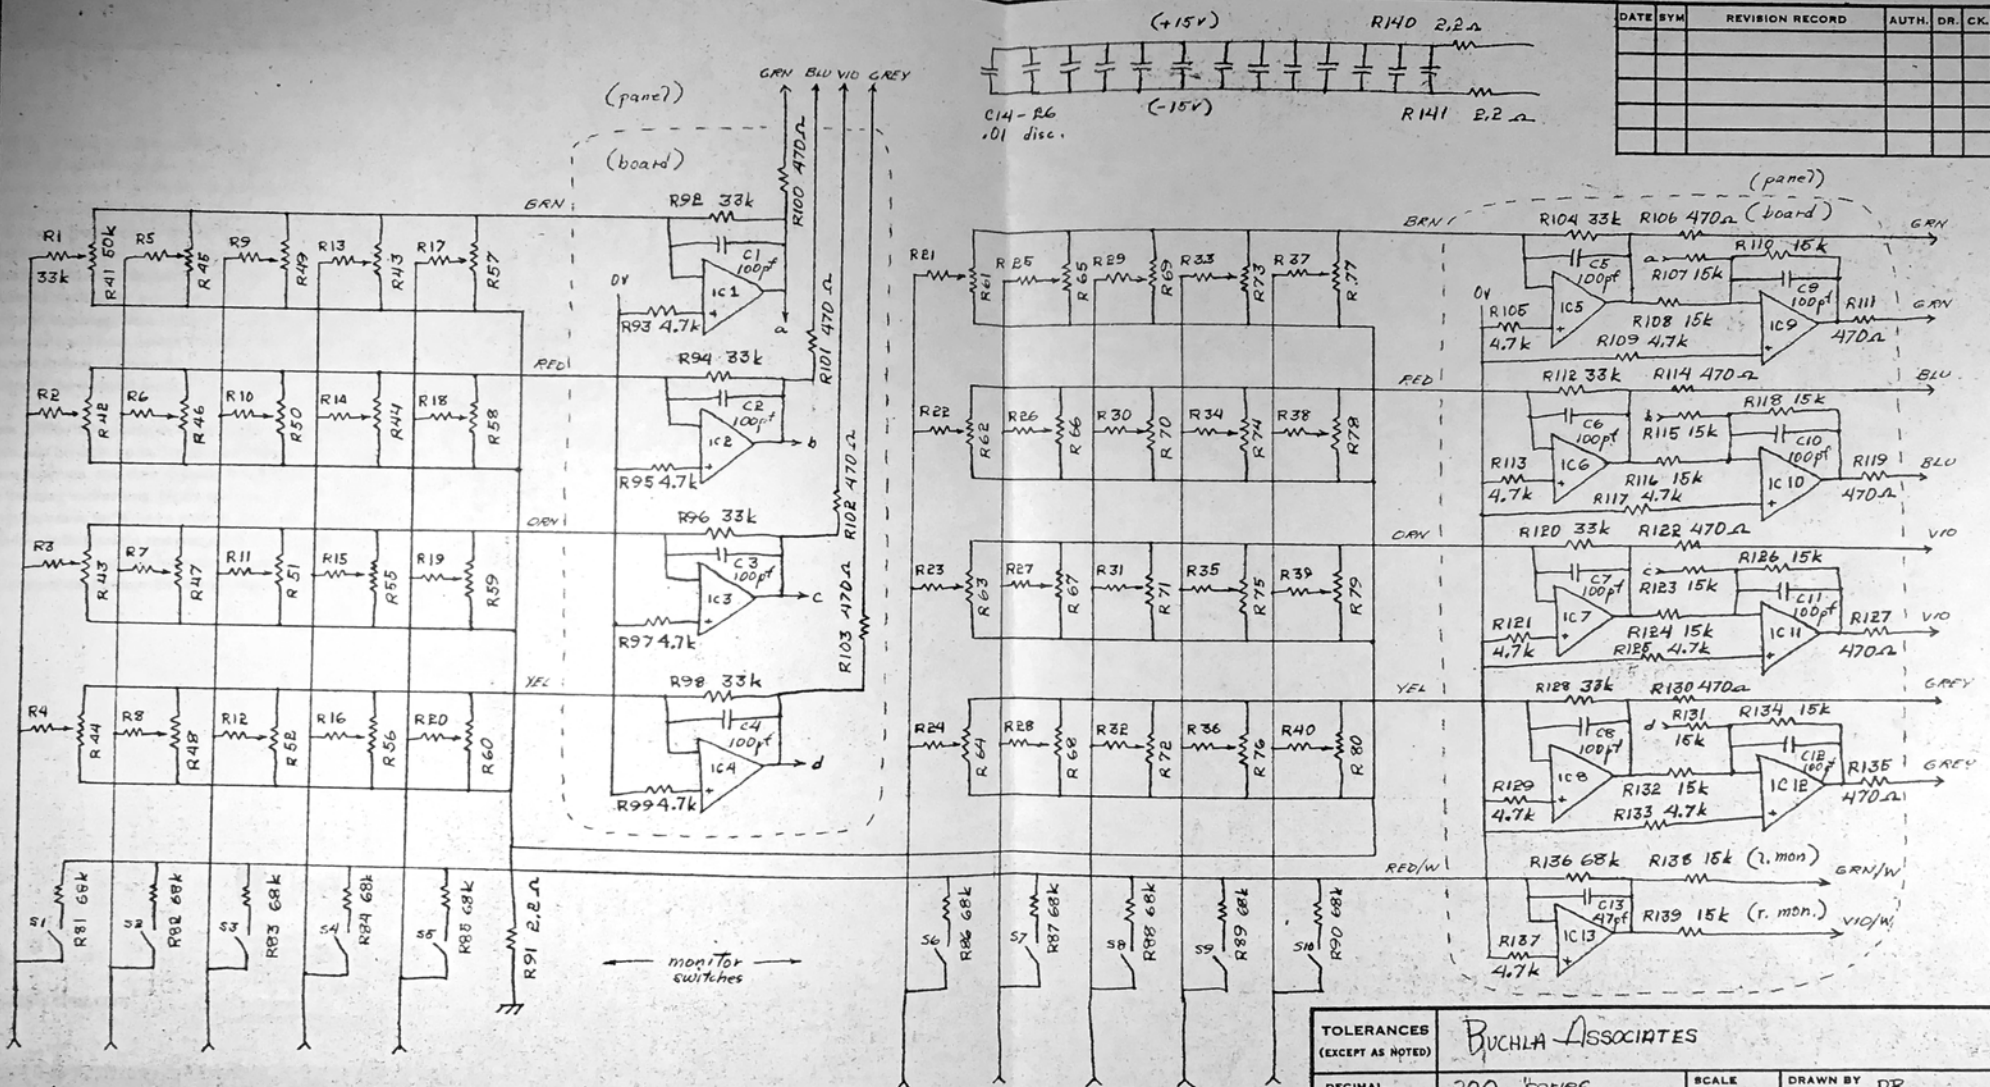 (+15v) R140 2.2Ω
DATE SYM REVISION RECORD AUTH. DR. CK.
GRN BLU VIO GREY
(panel)
(-15v)
C14-26 R141 2.2Ω
.01 disc.
(board)
R100 470Ω
R101 470Ω
R102 470Ω
R103 470Ω
GRN
R92 33k
R1 R5 R9 R13 R17
33k
R41 50k R45 R49 R43 R57
C1
100pf
0V
IC1
R93 4.7k
a
RED
R94 33k
R2 R6 R10 R14 R18
R42 R46 R50 R44 R58
C2
100pf
IC2
b
R95 4.7k
ORN
R96 33k
R3 R7 R11 R15 R19
R43 R47 R51 R55 R59
C3
100pf
IC3
c
R97 4.7k
YEL
R98 33k
R4 R8 R12 R16 R20
R44 R48 R52 R56 R60
C4
100pf
IC4
d
R99 4.7k
S1 R81 68k
S2 R82 68k
S3 R83 68k
S4 R84 68k
S5 R85 68k
R91 2.2Ω
monitor
switches
BRN
R21 R25 R29 R33 R37
R61 R65 R69 R73 R77
RED
R22 R26 R30 R34 R38
R62 R66 R70 R74 R78
ORN
R23 R27 R31 R35 R39
R63 R67 R71 R75 R79
YEL
R24 R28 R32 R36 R40
R64 R68 R72 R76 R80
RED/W
S6 R86 68k
S7 R87 68k
S8 R88 68k
S9 R89 68k
S10 R90 68k
(panel)
R104 33k R106 470Ω (board)
GRN
R110 15k
C5
100pf
a
R107 15k
C9
100pf
0V
R105
4.7k
IC5
R108 15k
IC9
R111
470Ω
GRN
R109 4.7k
R112 33k R114 470Ω
BLU
R118 15k
C6
100pf
b
R115 15k
C10
100pf
R113
4.7k
IC6
R116 15k
IC10
R119
470Ω
BLU
R117 4.7k
R120 33k R122 470Ω
VIO
R126 15k
C7
100pf
c
R123 15k
C11
100pf
R121
4.7k
IC7
R124 15k
IC11
R127
470Ω
VIO
R125 4.7k
R128 33k R130 470Ω
GREY
R134 15k
C8
100pf
d
R131
15k
C12
100pf
R129
4.7k
IC8
R132 15k
IC12
R135
470Ω
GREY
R133 4.7k
R136 68k R138 15k (l. mon)
GRN/W
C13
47pf
R139 15k (r. mon.)
VIO/W
R137
4.7k
IC13
TOLERANCES
(EXCEPT AS NOTED)
BUCHLA ASSOCIATES
DECIMAL
200 series
SCALE
DRAWN BY DB